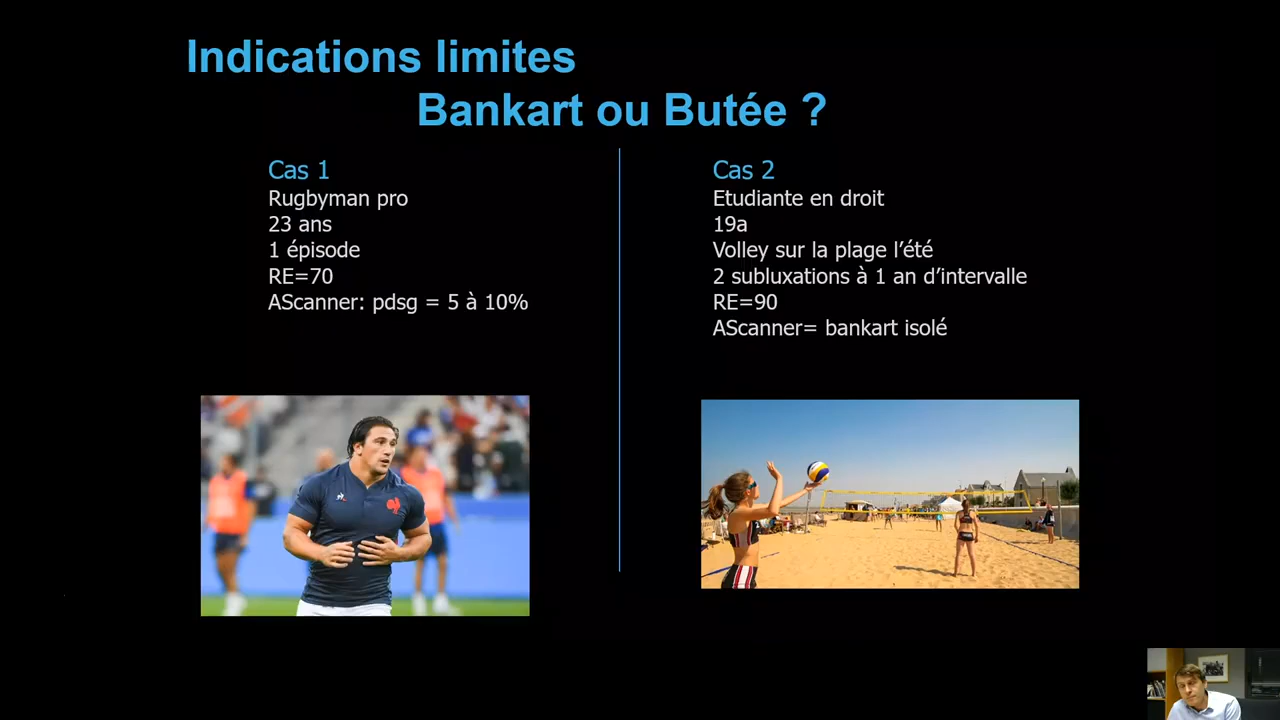 Indications limites
Bankart ou Butée ?
Cas 1
Rugbyman pro
23 ans
1 épisode
RE=70
AScanner: pdsg = 5 à 10%
Cas 2
Etudiante en droit
19a
Volley sur la plage l’été
2 subluxations à 1 an d’intervalle
RE=90
AScanner= bankart isolé